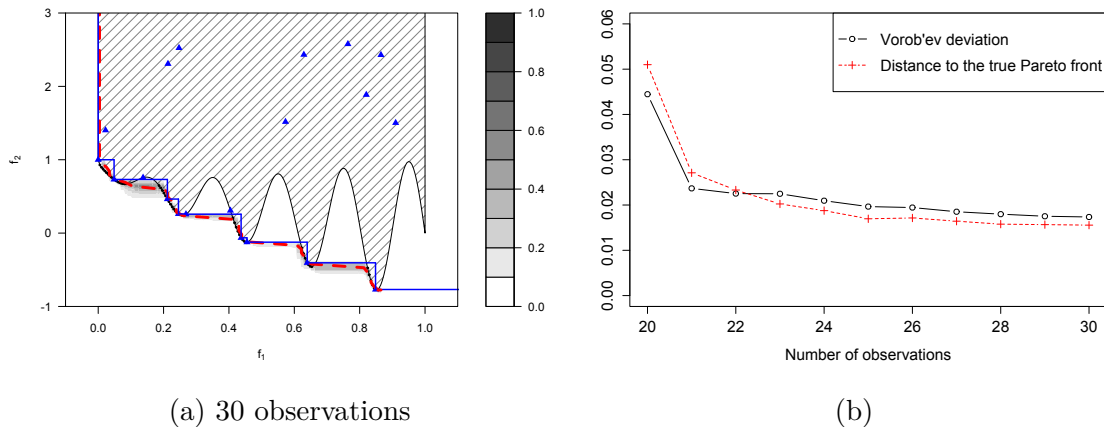 3
2
1
0
-1
f2
0.0 0.2 0.4 0.6 0.8 1.0
f1
1.0
0.8
0.6
0.4
0.2
0.0
(a) 30 observations
0.06
0.05
0.04
0.03
0.02
0.01
0.00
Vorob'ev deviation
Distance to the true Pareto front
20 22 24 26 28 30
Number of observations
(b)